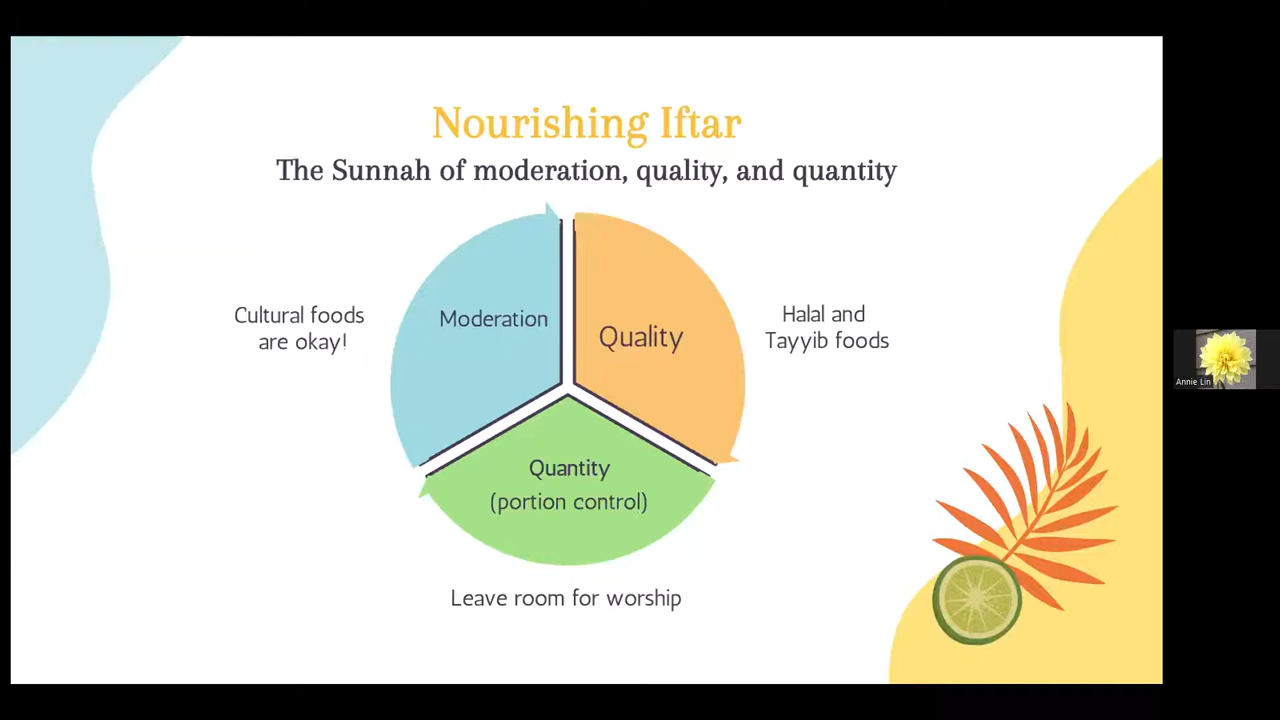 Nourishing Iftar
The Sunnah of moderation, quality, and quantity
Cultural foods
are okay!
Moderation
Quality
Halal and
Tayyib foods
Quantity
(portion control)
Leave room for worship
Annie Lin